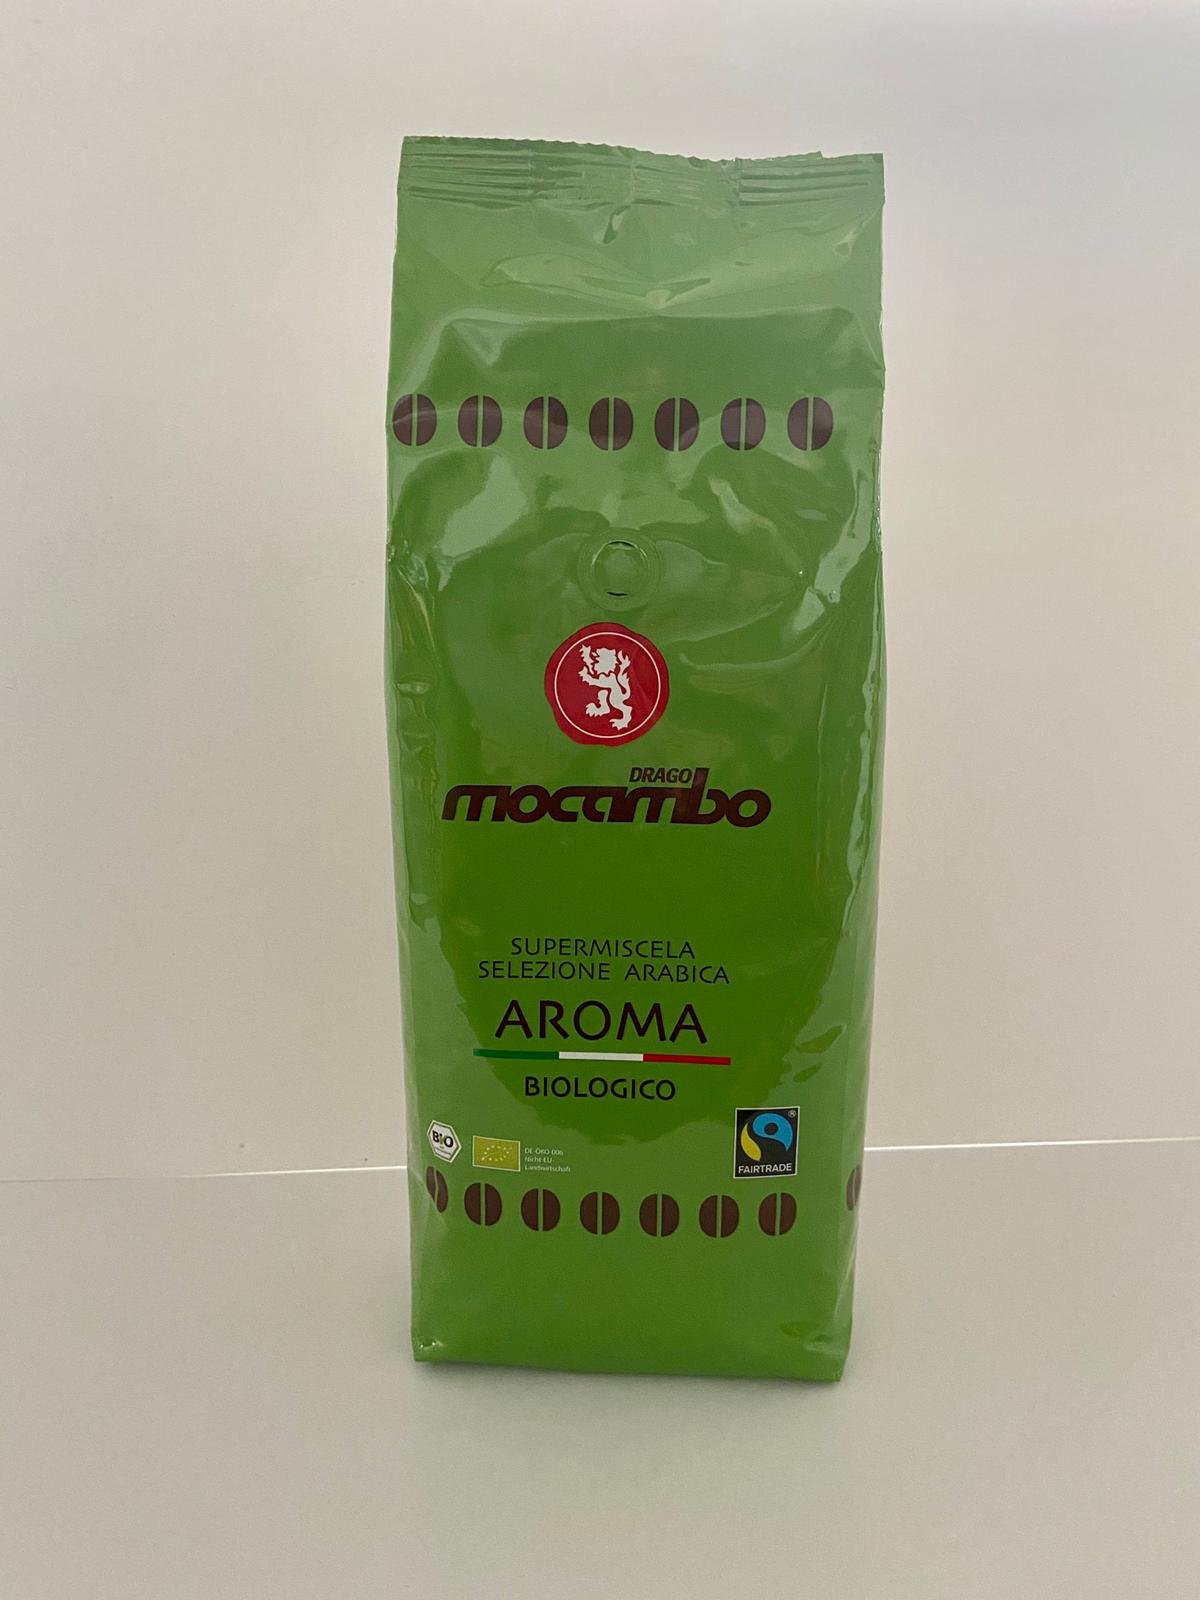 DRAGO
mocambo
SUPERMISCELA
SELEZIONE ARABICA
AROMA
BIOLOGICO
BIO
DE-ÖKO 006
Nicht-EU-
Landwirtschaft
®
FAIRTRADE